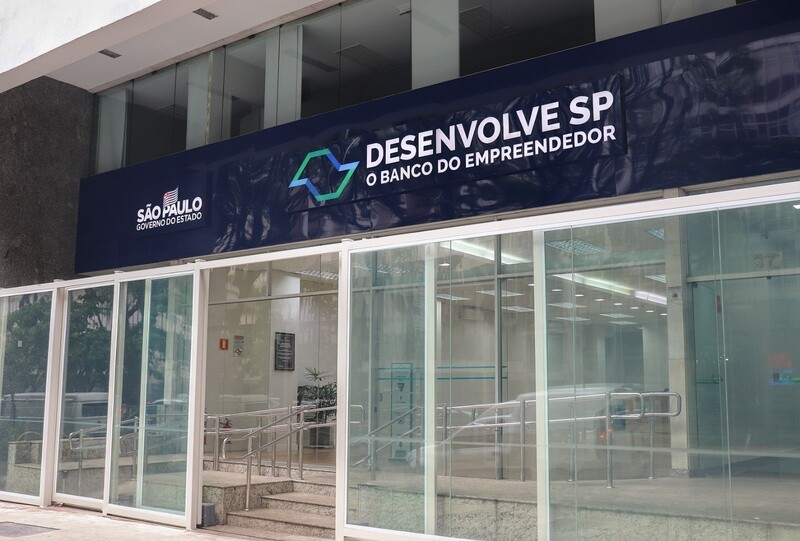 SÃO PAULO
GOVERNO DO ESTADO
DESENVOLVE SP
O BANCO DO EMPREENDEDOR